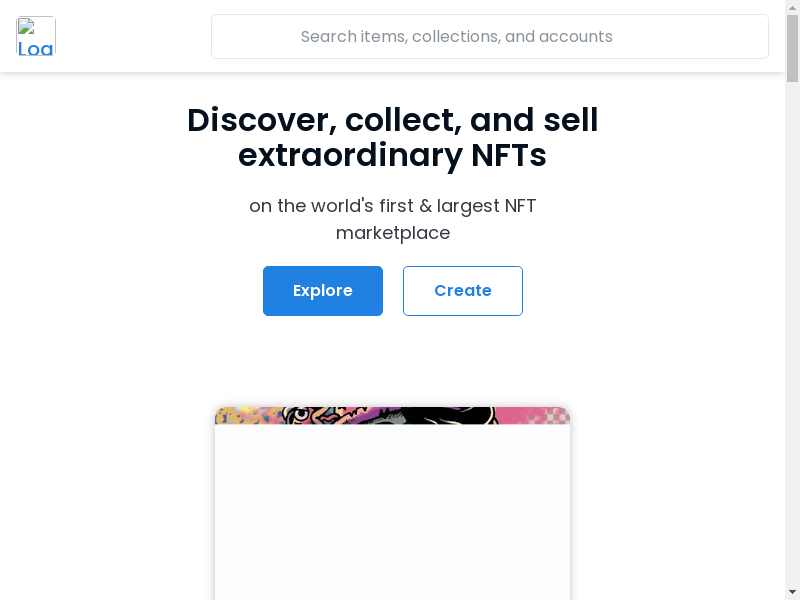 Loa
Search items, collections, and accounts
Discover, collect, and sell
extraordinary NFTs
on the world's first & largest NFT
marketplace
Explore
Create